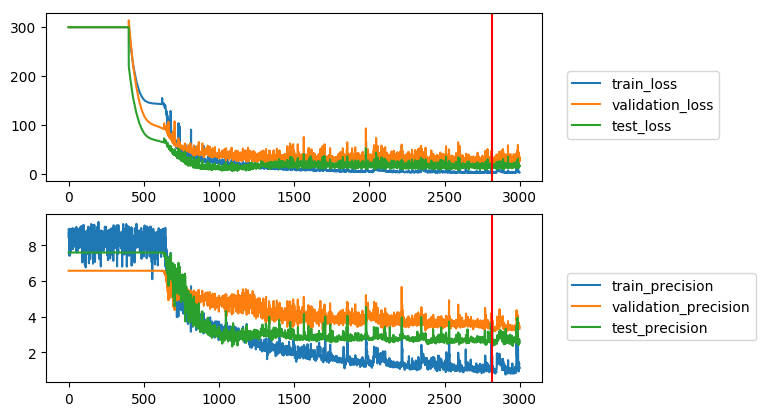 300
200
100
0
0 500 1000 1500 2000 2500 3000
train_loss
validation_loss
test_loss
8
6
4
2
0 500 1000 1500 2000 2500 3000
train_precision
validation_precision
test_precision